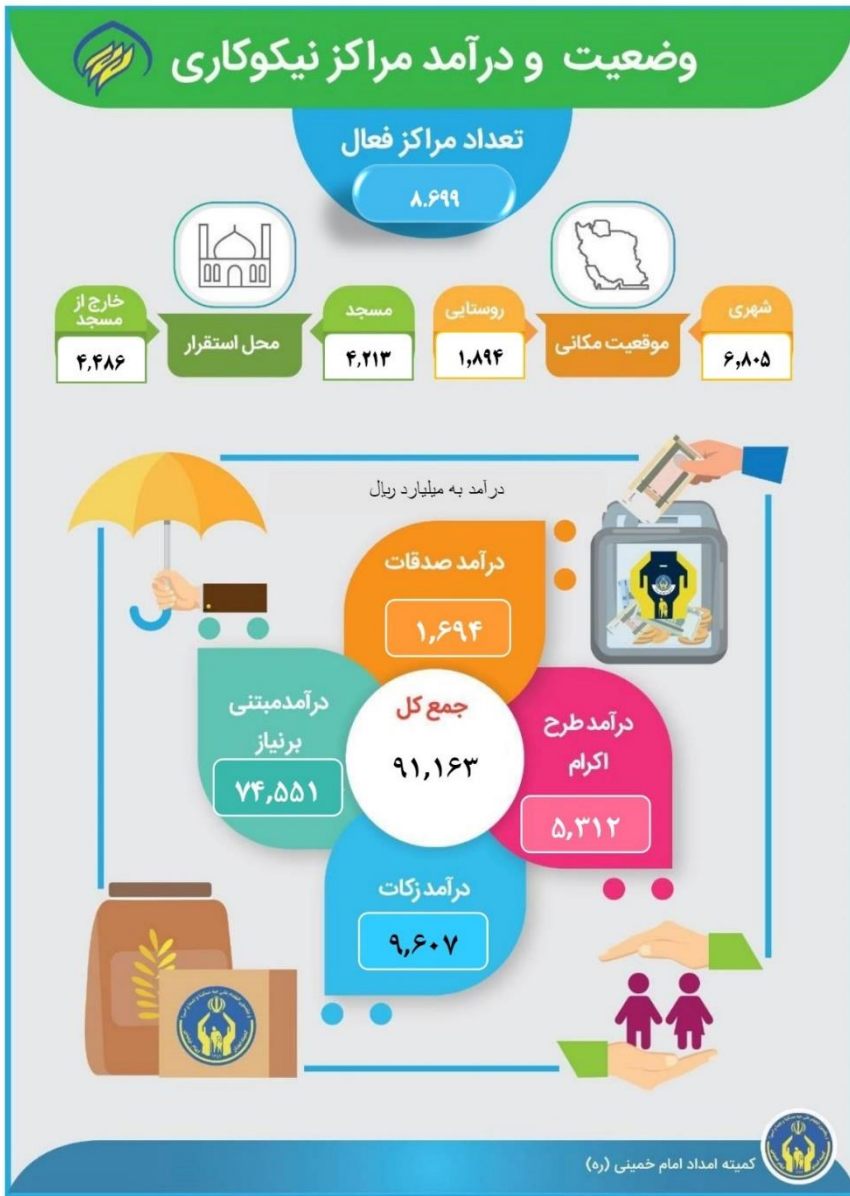 وضعیت و درآمد مراکز نیکوکاری
تعداد مراکز فعال
۸.۶۹۹
شهری
۶,۸۰۵
موقعیت مکانی
روستایی
۱,۸۹۴
مسجد
۴,۲۱۳
محل استقرار
خارج از
مسجد
۴,۴۸۶
درآمد به میلیارد ریال
درآمد صدقات
۱,۶۹۴
درآمد طرح
اکرام
۵,۳۱۲
جمع کل
۹۱,۱۶۳
درآمدمبتنی
برنیاز
۷۴,۵۵۱
درآمد زکات
۹,۶۰۷
کمیته امداد امام خمینی (ره)